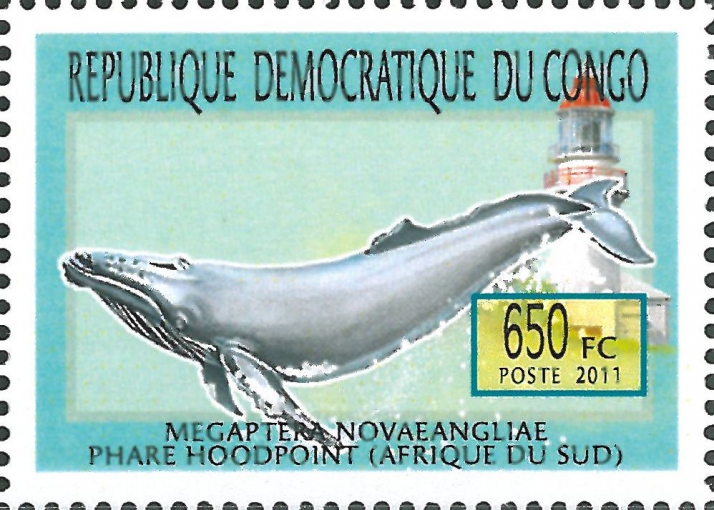 REPUBLIQUE DEMOCRATIQUE DU CONGO
650 FC
POSTE 2011
MEGAPTERA NOVAEANGLIAE
PHARE HOODPOINT (AFRIQUE DU SUD)